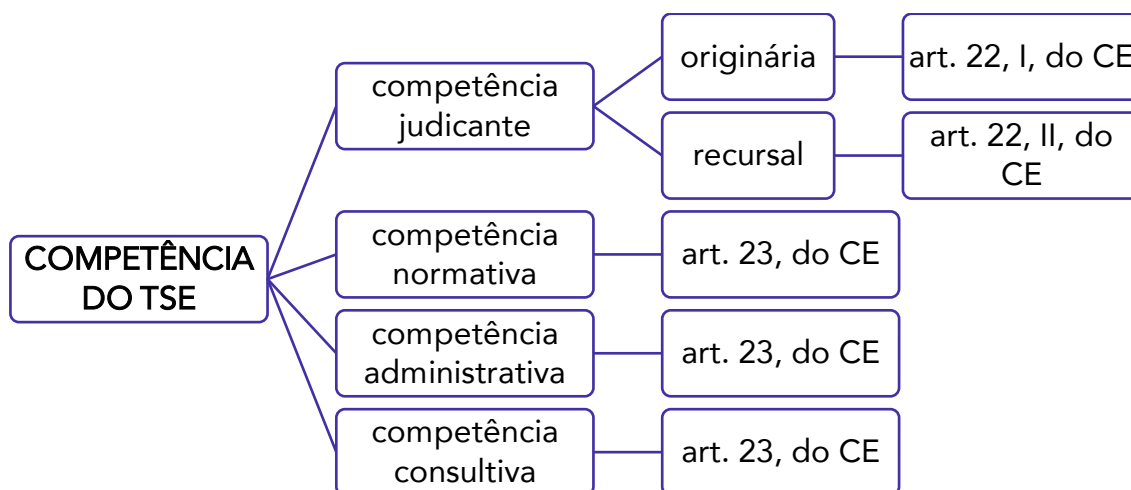 COMPETÊNCIA
DO TSE
competência
judicante
originária
art. 22, I, do CE
recursal
art. 22, II, do
CE
competência
normativa
art. 23, do CE
competência
administrativa
art. 23, do CE
competência
consultiva
art. 23, do CE